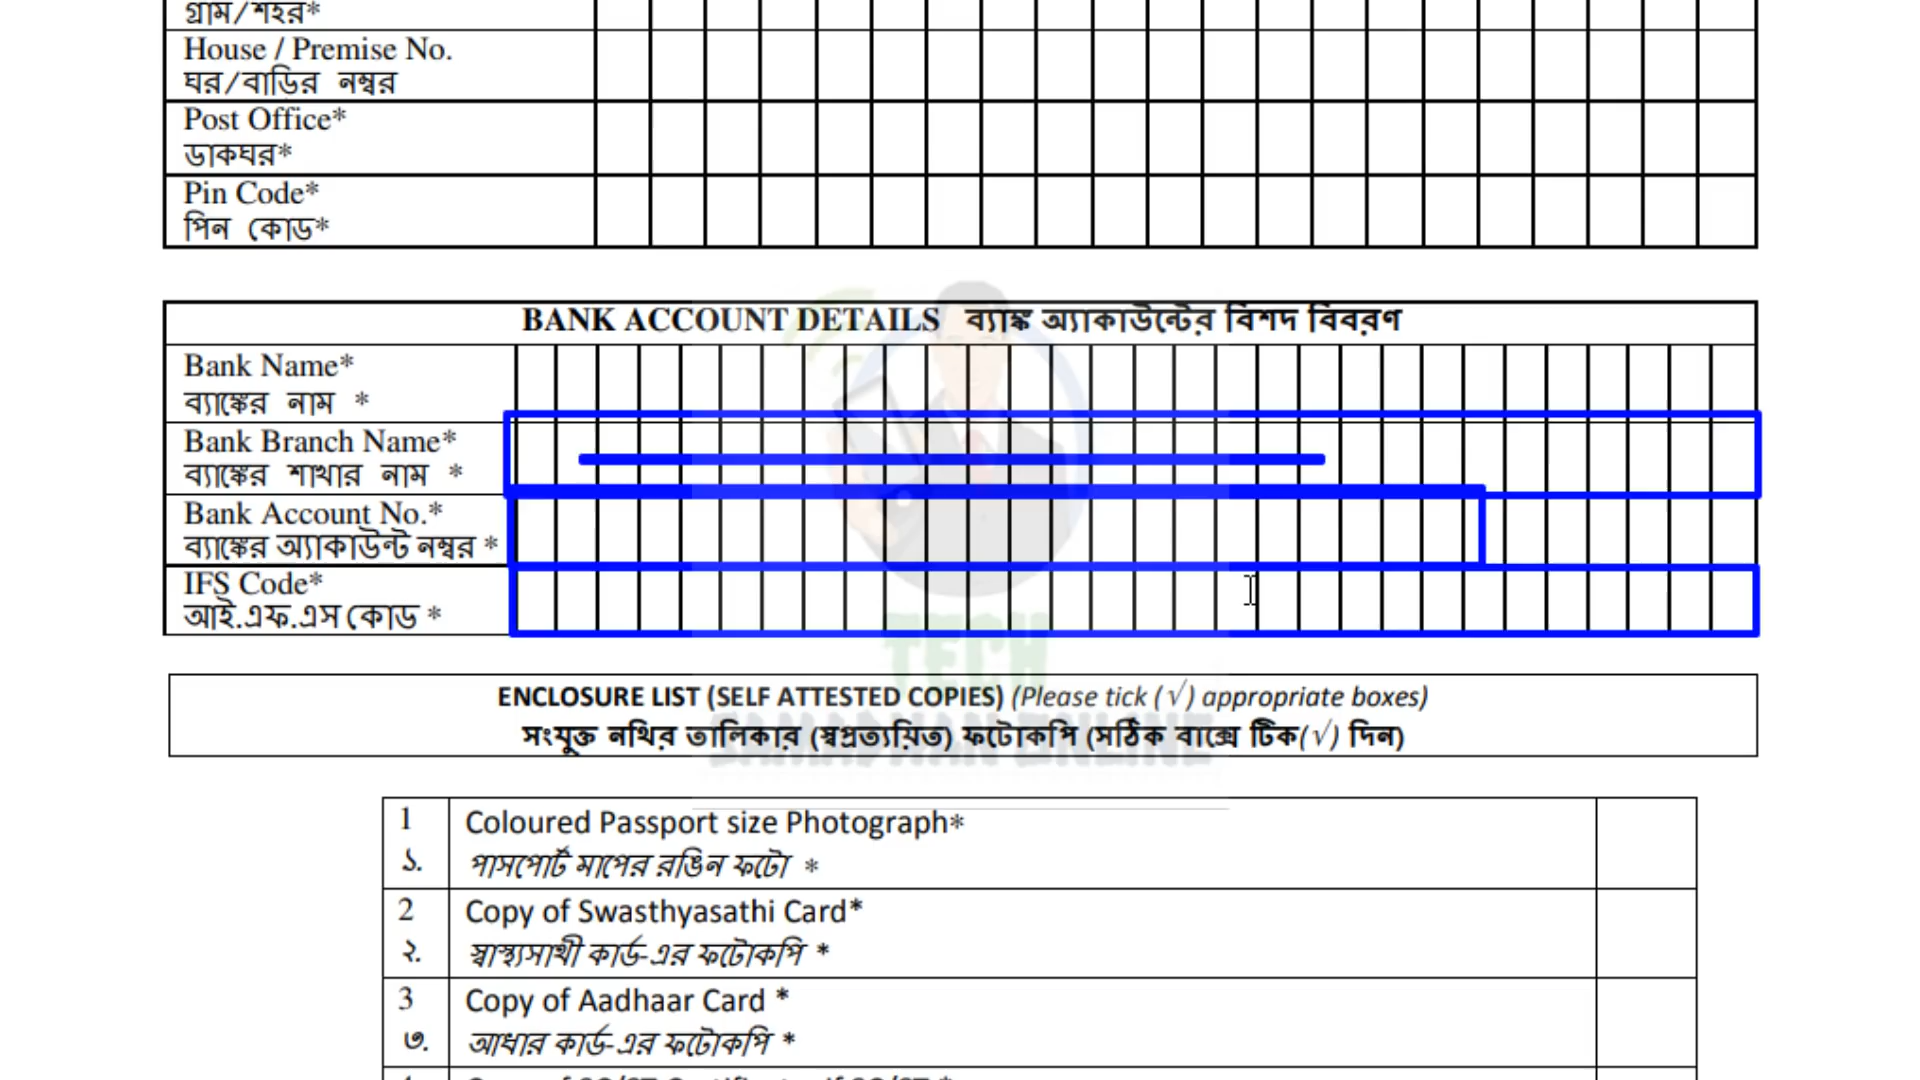 গ্রাম/শহর*
House / Premise No.
ঘর/বাড়ির নম্বর
Post Office*
ডাকঘর*
Pin Code*
পিন কোড*
BANK ACCOUNT DETAILS ব্যাঙ্ক অ্যাকাউন্টের বিশদ বিবরণ
Bank Name*
ব্যাঙ্কের নাম *
Bank Branch Name*
ব্যাঙ্কের শাখার নাম *
Bank Account No.*
ব্যাঙ্কের অ্যাকাউন্ট নম্বর *
IFS Code*
আই.এফ.এস কোড *
TECH
SAMADHAN ONLINE
ENCLOSURE LIST (SELF ATTESTED COPIES) (Please tick (√) appropriate boxes)
সংযুক্ত নথির তালিকার (স্বপ্রত্যয়িত) ফটোকপি (সঠিক বাক্সে টিক(√) দিন)
1 Coloured Passport size Photograph*
১. পাসপোর্ট মাপের রঙিন ফটো *
2 Copy of Swasthyasathi Card*
২. স্বাস্থ্যসাথী কার্ড-এর ফটোকপি *
3 Copy of Aadhaar Card *
৩. আধার কার্ড-এর ফটোকপি *